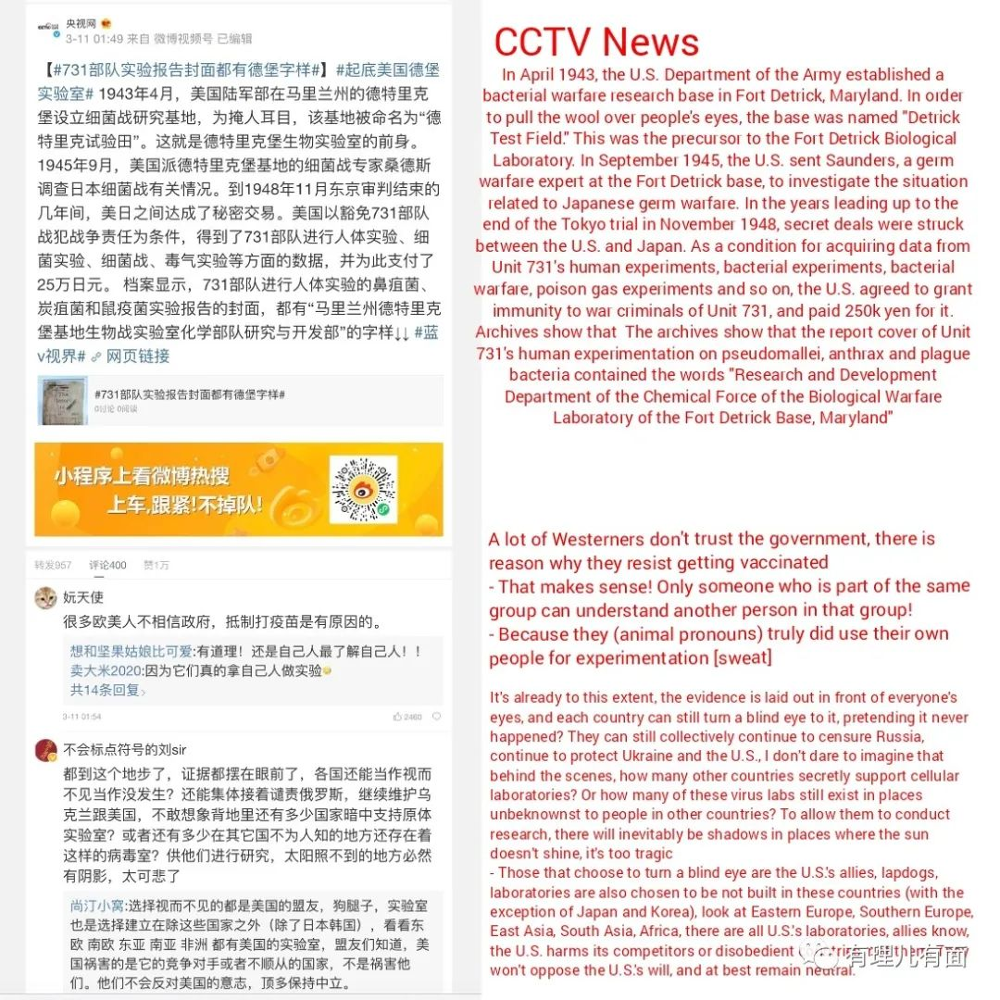 央视网
3-11 01:49 来自 微博视频号 已编辑
【#731部队实验报告封面都有德堡字样#】#起底美国德堡
实验室# 1943年4月，美国陆军部在马里兰州的德特里克
堡设立细菌战研究基地，为掩人耳目，该基地被命名为“德
特里克试验田”。这就是德特里克堡生物实验室的前身。
1945年9月，美国派德特里克堡基地的细菌战专家桑德斯
调查日本细菌战有关情况。到1948年11月东京审判结束的
几年间，美日之间达成了秘密交易。美国以豁免731部队
战犯战争责任为条件，得到了731部队进行人体实验、细
菌实验、细菌战、毒气实验等方面的数据，并为此支付了
25万日元。 档案显示，731部队进行人体实验的鼻疽菌、
炭疽菌和鼠疫菌实验报告的封面，都有“马里兰州德特里克
堡基地生物战实验室化学部队研究与开发部”的字样↓↓ #蓝
v视界# 网页链接
#731部队实验报告封面都有德堡字样#
0讨论 0阅读
小程序上看微博热搜
上车,跟紧!不掉队!
转发957 评论400 赞1万
妧天使
很多欧美人不相信政府，抵制打疫苗是有原因的。
想和坚果姑娘比可爱:有道理！还是自己人最了解自己人！！
卖大米2020:因为它们真的拿自己人做实验
共14条回复>
3-11 01:54 2460
不会标点符号的刘sir
都到这个地步了，证据都摆在眼前了，各国还能当作视而
不见当作没发生？还能集体接着谴责俄罗斯，继续维护乌
克兰跟美国，不敢想象背地里还有多少国家暗中支持原体
实验室？或者还有多少在其它国不为人知的地方还存在着
这样的病毒室？供他们进行研究，太阳照不到的地方必然
有阴影，太可悲了
尚汀小窝:选择视而不见的都是美国的盟友，狗腿子，实验室
也是选择建立在除这些国家之外（除了日本韩国），看看东
欧 南欧 东亚 南亚 非洲 都有美国的实验室，盟友们知道，美
国祸害的是它的竞争对手或者不顺从的国家，不是祸害他
们。他们不会反对美国的意志，顶多保持中立。
CCTV News
In April 1943, the U.S. Department of the Army established a
bacterial warfare research base in Fort Detrick, Maryland. In order
to pull the wool over people's eyes, the base was named "Detrick
Test Field." This was the precursor to the Fort Detrick Biological
Laboratory. In September 1945, the U.S. sent Saunders, a germ
warfare expert at the Fort Detrick base, to investigate the situation
related to Japanese germ warfare. In the years leading up to the
end of the Tokyo trial in November 1948, secret deals were struck
between the U.S. and Japan. As a condition for acquiring data from
Unit 731's human experiments, bacterial experiments, bacterial
warfare, poison gas experiments and so on, the U.S. agreed to grant
immunity to war criminals of Unit 731, and paid 250k yen for it.
Archives show that The archives show that the report cover of Unit
731's human experimentation on pseudomallei, anthrax and plague
bacteria contained the words "Research and Development
Department of the Chemical Force of the Biological Warfare
Laboratory of the Fort Detrick Base, Maryland"
A lot of Westerners don't trust the government, there is
reason why they resist getting vaccinated
- That makes sense! Only someone who is part of the same
group can understand another person in that group!
- Because they (animal pronouns) truly did use their own
people for experimentation [sweat]
It's already to this extent, the evidence is laid out in front of everyone's
eyes, and each country can still turn a blind eye to it, pretending it never
happened? They can still collectively continue to censure Russia,
continue to protect Ukraine and the U.S., I don't dare to imagine that
behind the scenes, how many other countries secretly support cellular
laboratories? Or how many of these virus labs still exist in places
unbeknownst to people in other countries? To allow them to conduct
research, there will inevitably be shadows in places where the sun
doesn't shine, it's too tragic
- Those that choose to turn a blind eye are the U.S.'s allies, lapdogs,
laboratories are also chosen to be not built in these countries (with the
exception of Japan and Korea), look at Eastern Europe, Southern Europe,
East Asia, South Asia, Africa, there are all U.S.'s laboratories, allies know,
the U.S. harms its competitors or disobedient
won't oppose the U.S.'s will, and at best remain neutral.
有理儿有面